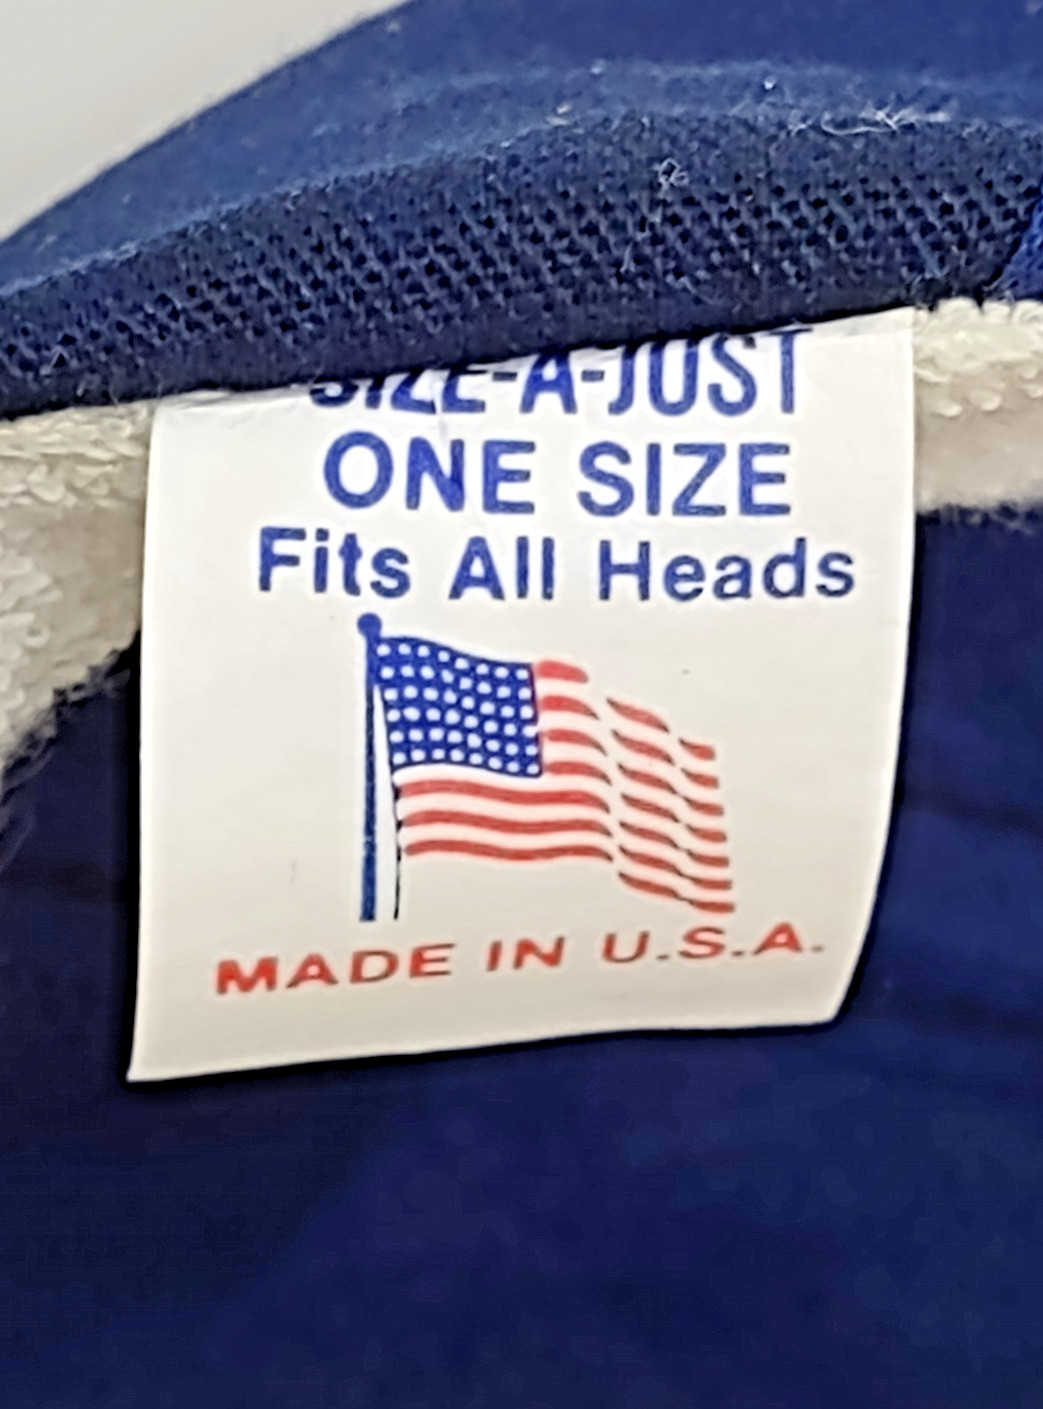 SIZE-A-JUST
ONE SIZE
Fits All Heads
MADE IN U.S.A.